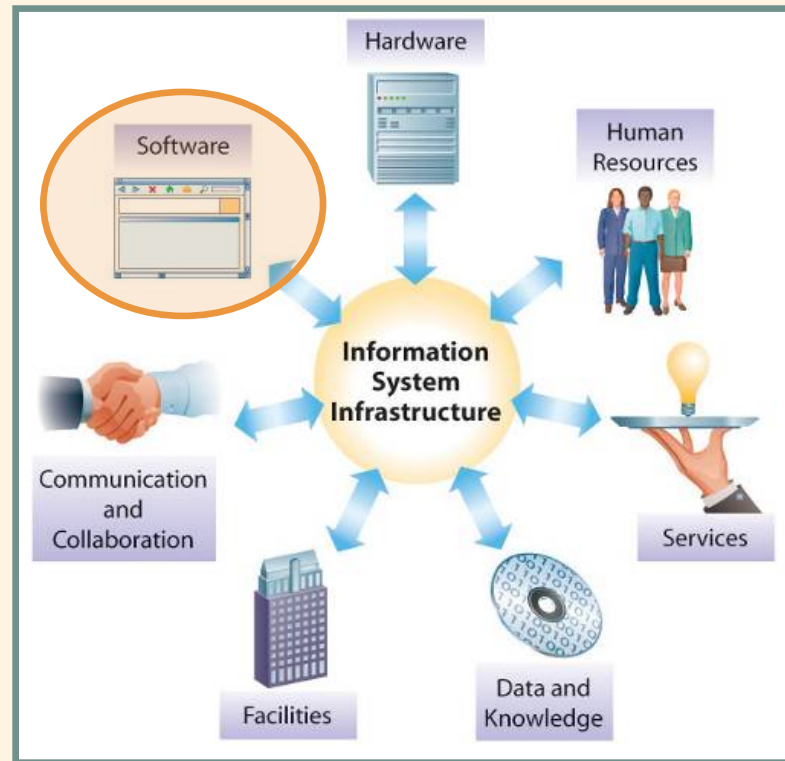 Hardware
Software
Human
Resources
Information
System
Infrastructure
Communication
and
Collaboration
Services
Facilities
Data and
Knowledge